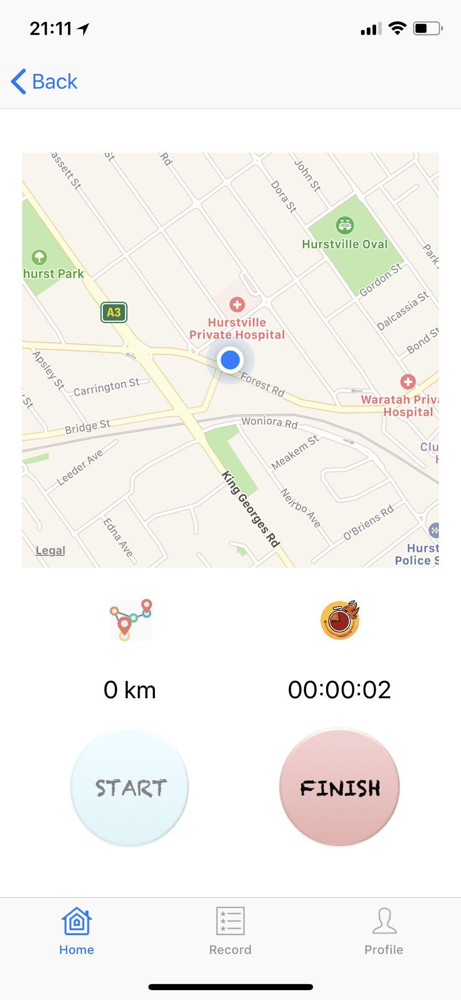 21:11
Back
assett St
St
Rd
John St
Dora St
Hurstville Oval
Park
hurst Park
Gordon St
A3
Dalcassia St
Hurstville
Private Hospital
Bond St
Apsley St
Carrington St
Forest Rd
St
Waratah Priva
Hospital
Bridge St
Woniora Rd
Meakem St
Clu
H
Leeder Ave
King Georges Rd
Neirbo Ave
O'Briens Rd
Edna Ave
Legal
Hurst
Police S
0 km
00:00:02
START
FINISH
Home
Record
Profile